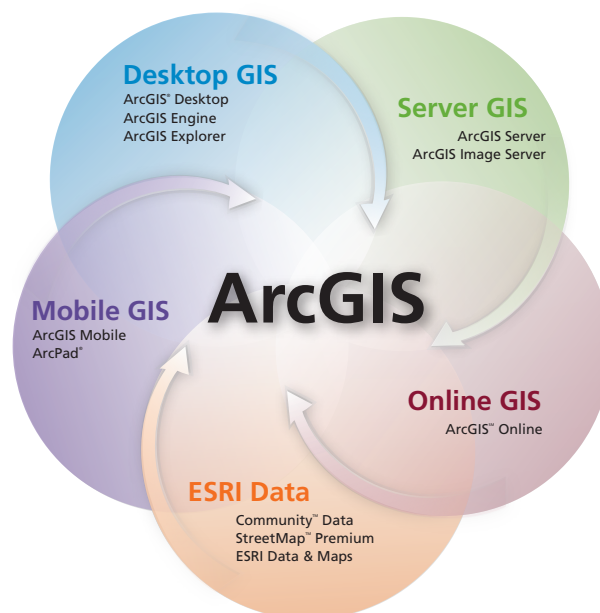 Desktop GIS
ArcGIS® Desktop
ArcGIS Engine
ArcGIS Explorer
Server GIS
ArcGIS Server
ArcGIS Image Server
ArcGIS
Mobile GIS
ArcGIS Mobile
ArcPad®
Online GIS
ArcGIS℠ Online
ESRI Data
Community™ Data
StreetMap™ Premium
ESRI Data & Maps